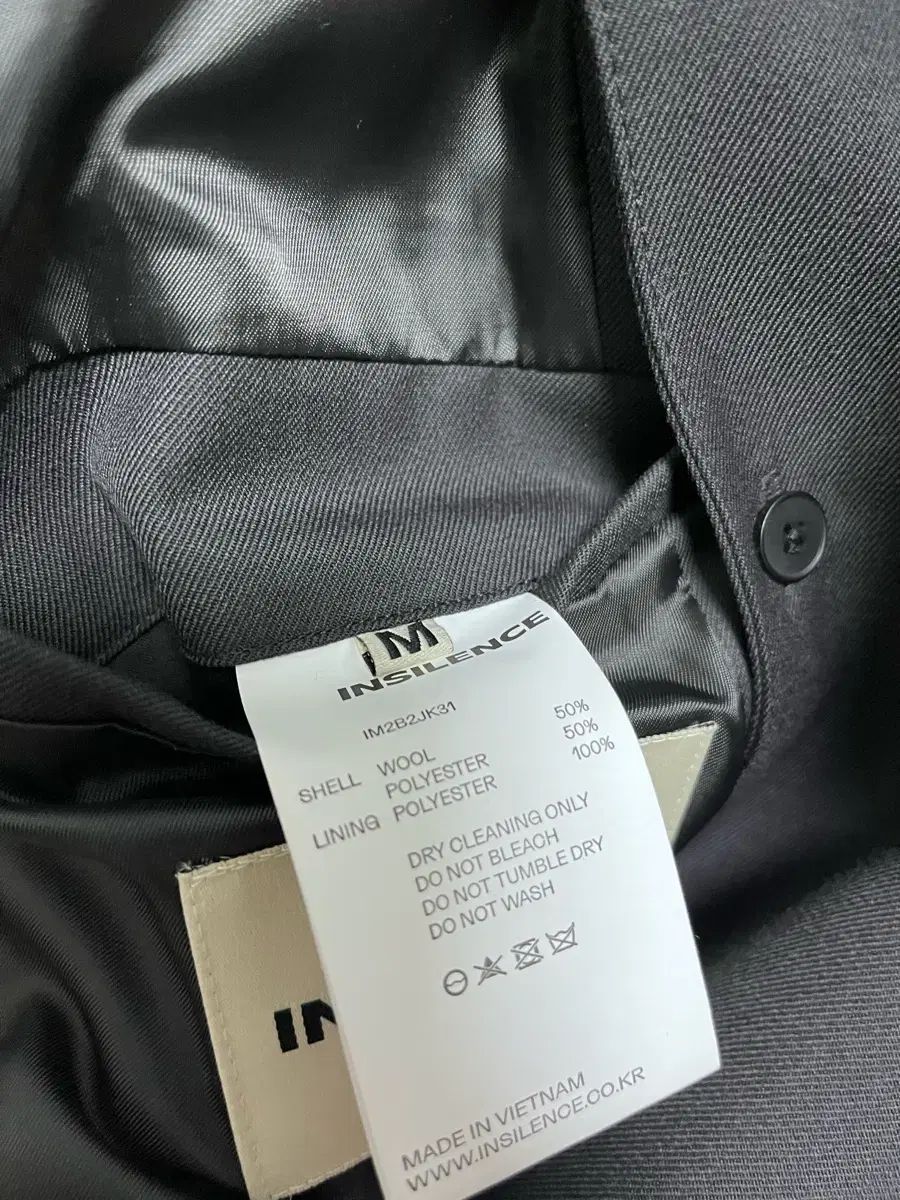 M
INSILENCE
IM2B2JK31
SHELL WOOL 50%
POLYESTER 50%
LINING POLYESTER 100%
DRY CLEANING ONLY
DO NOT BLEACH
DO NOT TUMBLE DRY
DO NOT WASH
MADE IN VIETNAM
WWW.INSILENCE.CO.KR
IN